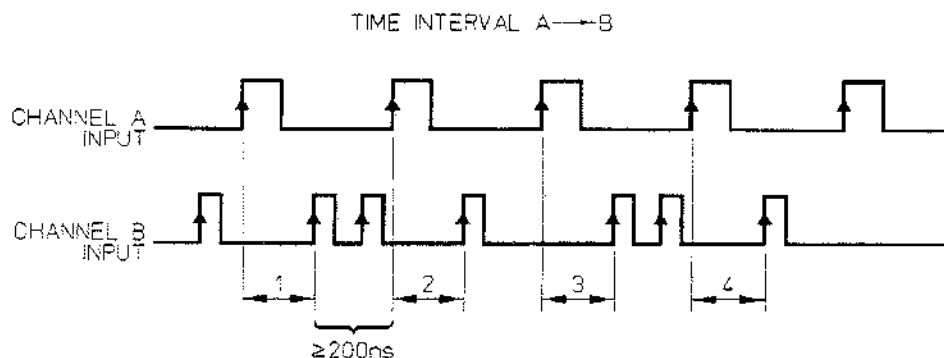 TIME INTERVAL A→B
CHANNEL A
INPUT
CHANNEL B
INPUT
1
2
3
4
≥200ns